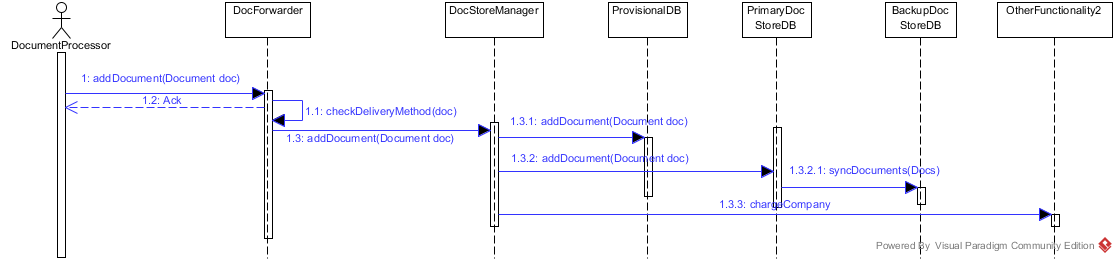 DocForwarder
DocStoreManager
ProvisionalDB
PrimaryDoc
StoreDB
BackupDoc
StoreDB
OtherFunctionality2
DocumentProcessor
1: addDocument(Document doc)
1.2: Ack
1.1: checkDeliveryMethod(doc)
1.3: addDocument(Document doc)
1.3.1: addDocument(Document doc)
1.3.2: addDocument(Document doc)
1.3.2.1: syncDocuments(Docs)
1.3.3: chargeCompany
Powered By Visual Paradigm Community Edition